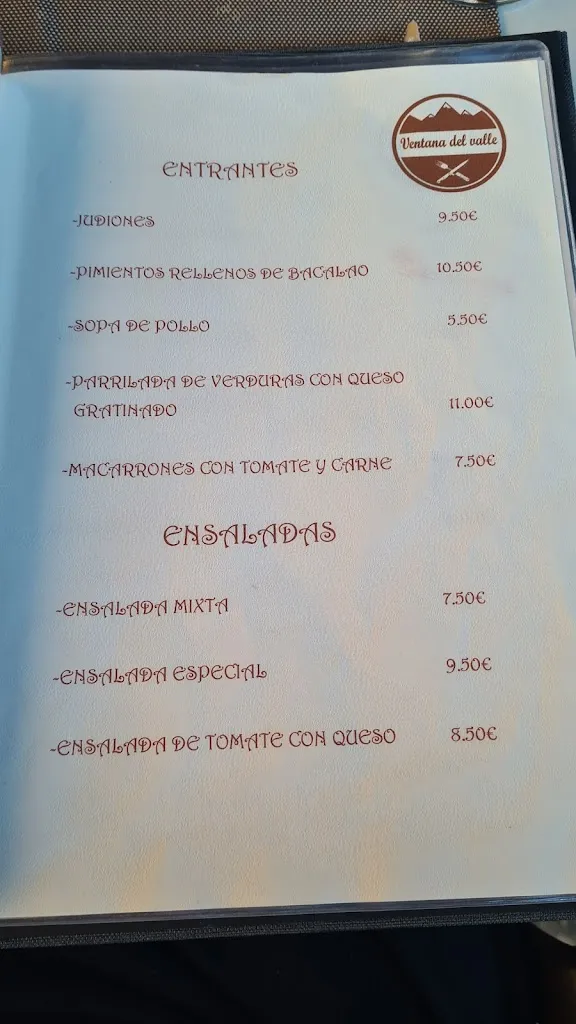 Ventana del valle
ENTRANTES
-JUDIONES 9.50€
-PIMIENTOS RELLENOS DE BACALAO 10.50€
-SOPA DE POLLO 5.50€
-PARRILADA DE VERDURAS CON QUESO
GRATINADO 11.00€
-MACARRONES CON TOMATE Y CARNE 7.50€
ENSALADAS
-ENSALADA MIXTA 7.50€
-ENSALADA ESPECIAL 9.50€
-ENSALADA DE TOMATE CON QUESO 8.50€